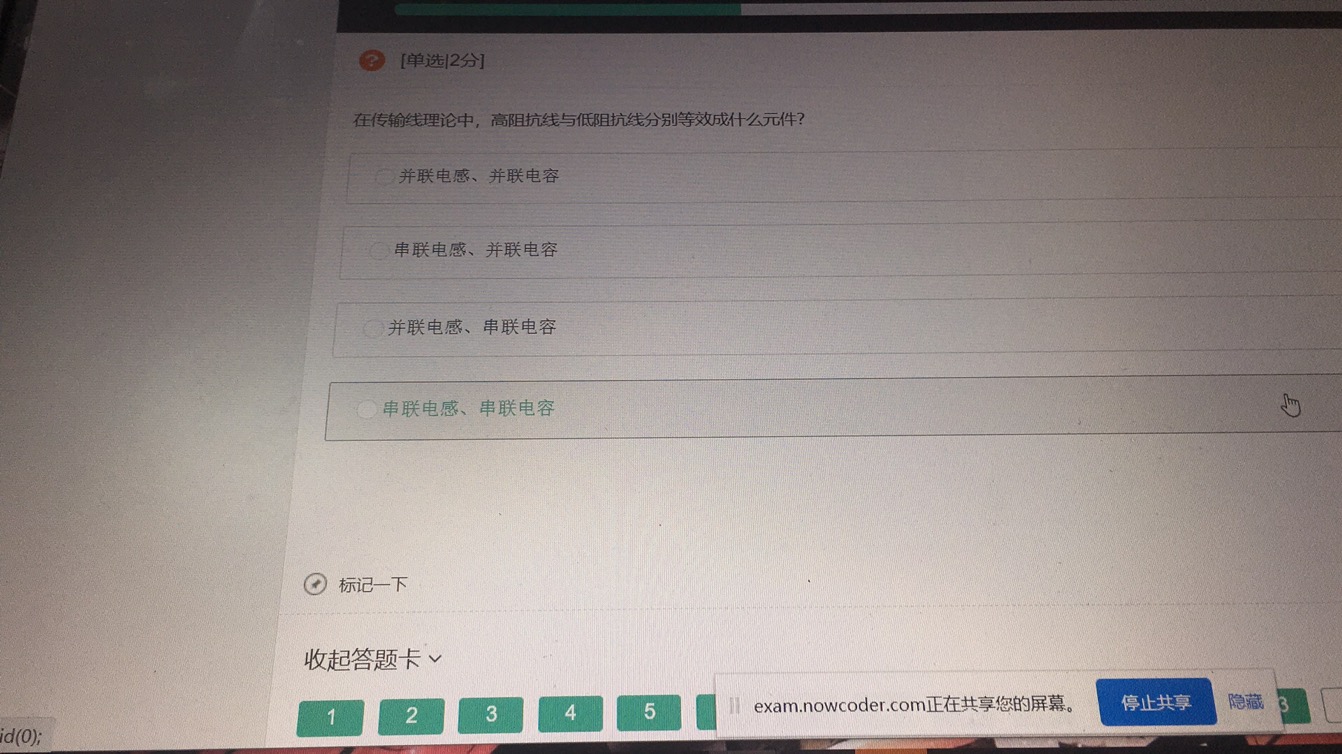 [单选|2分]
在传输线理论中，高阻抗线与低阻抗线分别等效成什么元件?
并联电感、并联电容
串联电感、并联电容
并联电感、串联电容
串联电感、串联电容
标记一下
收起答题卡
1 2 3 4 5
exam.nowcoder.com正在共享您的屏幕。 停止共享 隐藏 3
id(0);